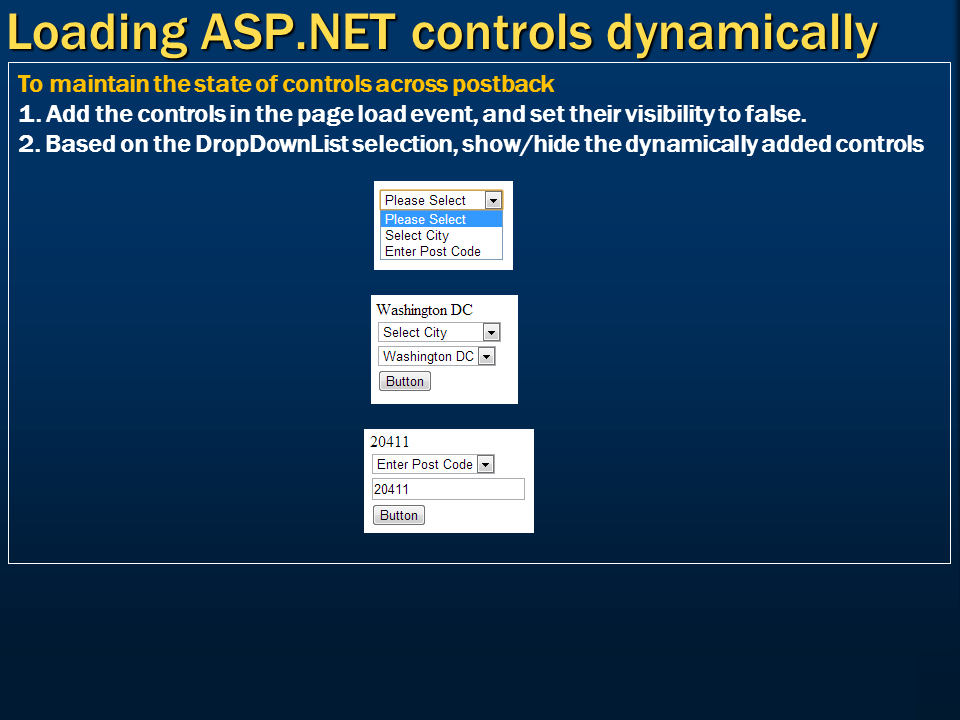 Loading ASP.NET controls dynamically
To maintain the state of controls across postback
1. Add the controls in the page load event, and set their visibility to false.
2. Based on the DropDownList selection, show/hide the dynamically added controls
Please Select
Please Select
Select City
Enter Post Code
Washington DC
Select City
Washington DC
Button
20411
Enter Post Code
20411
Button